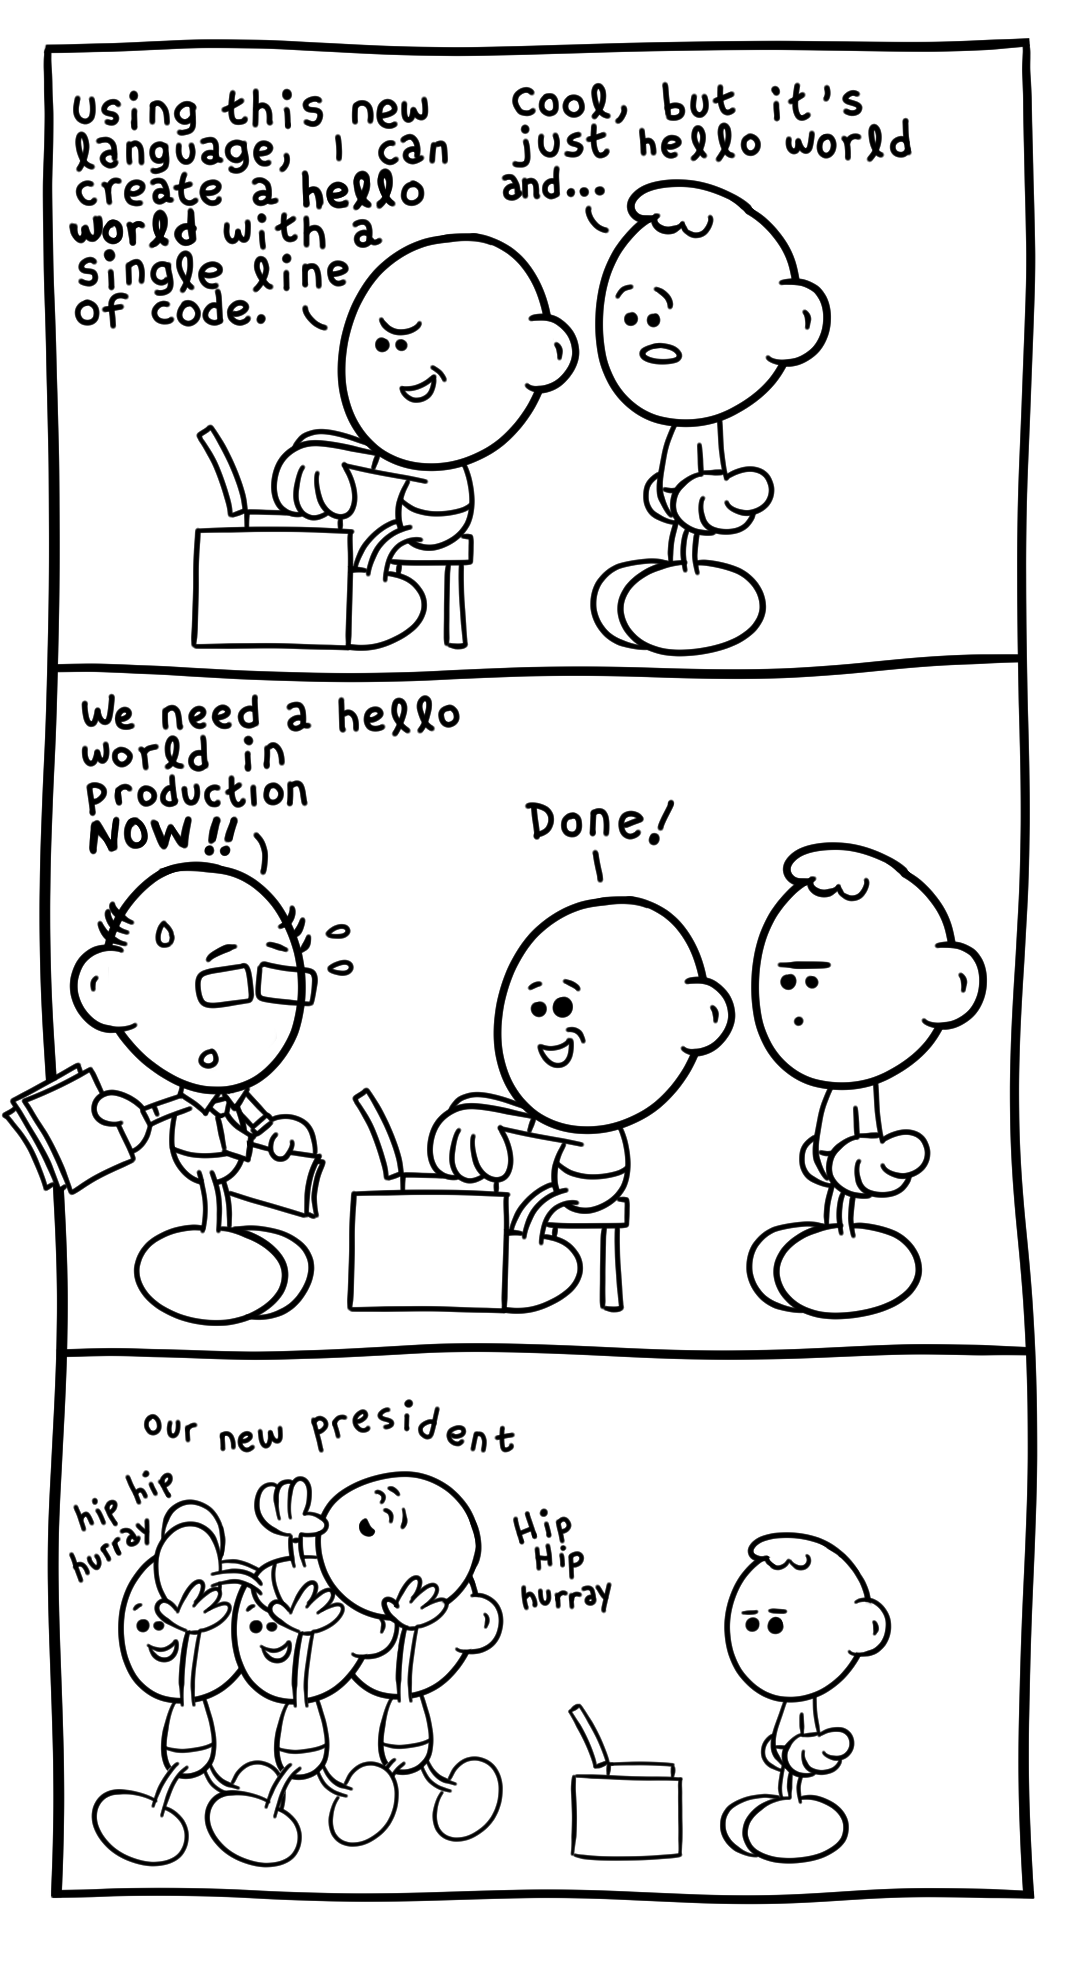 Using this new
language, I can
create a hello
world with a
single line
of code.
Cool, but it's
just hello world
and...
We need a hello
world in
production
NOW!!
Done!
our new president
hip hip
hurray
Hip
Hip
hurray